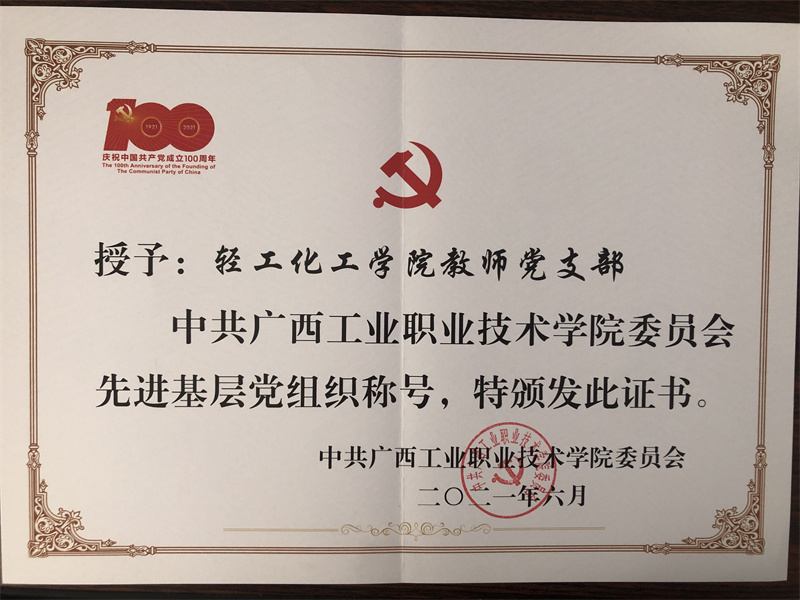 100
1921 2021
庆祝中国共产党成立100周年
The 100th Anniversary of the Founding of
The Communist Party of China
授予：轻工化工学院教师党支部
中共广西工业职业技术学院委员会
先进基层党组织称号，特颁发此证书。
中共广西工业职业技术学院委员会
二〇二一年六月